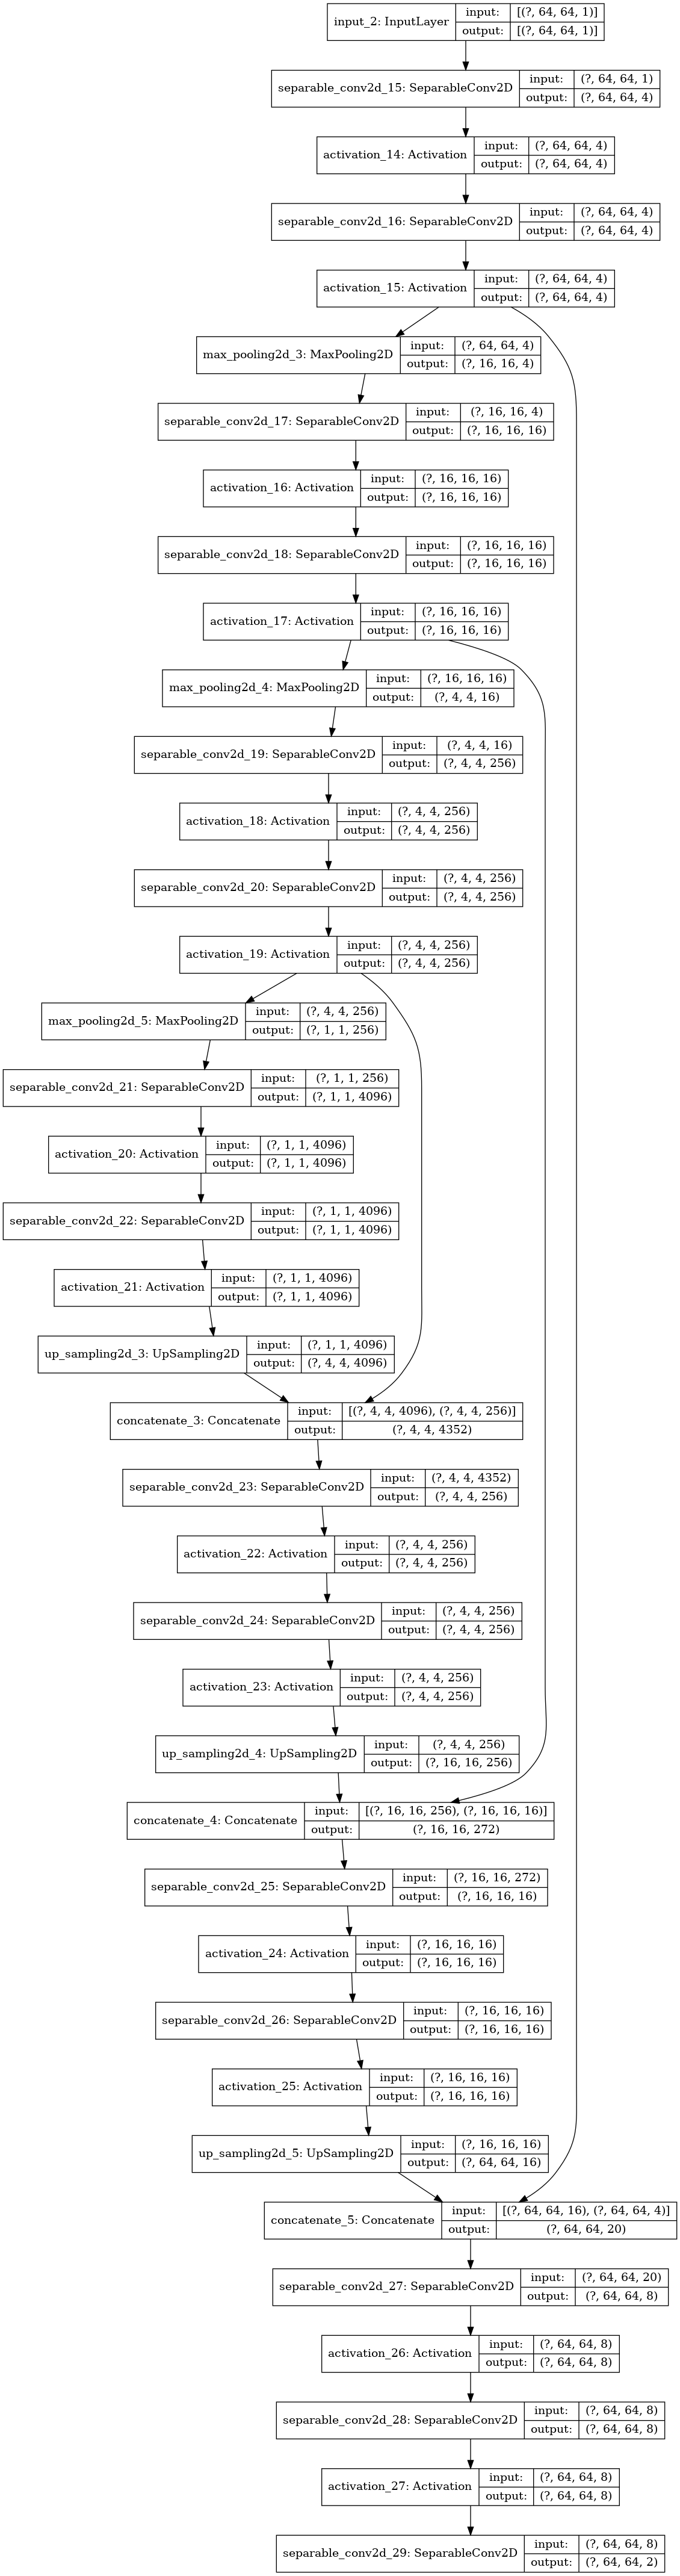 input_2: InputLayer
input: [(?, 64, 64, 1)]
output: [(?, 64, 64, 1)]
separable_conv2d_15: SeparableConv2D
input: (?, 64, 64, 1)
output: (?, 64, 64, 4)
activation_14: Activation
input: (?, 64, 64, 4)
output: (?, 64, 64, 4)
separable_conv2d_16: SeparableConv2D
input: (?, 64, 64, 4)
output: (?, 64, 64, 4)
activation_15: Activation
input: (?, 64, 64, 4)
output: (?, 64, 64, 4)
max_pooling2d_3: MaxPooling2D
input: (?, 64, 64, 4)
output: (?, 16, 16, 4)
separable_conv2d_17: SeparableConv2D
input: (?, 16, 16, 4)
output: (?, 16, 16, 16)
activation_16: Activation
input: (?, 16, 16, 16)
output: (?, 16, 16, 16)
separable_conv2d_18: SeparableConv2D
input: (?, 16, 16, 16)
output: (?, 16, 16, 16)
activation_17: Activation
input: (?, 16, 16, 16)
output: (?, 16, 16, 16)
max_pooling2d_4: MaxPooling2D
input: (?, 16, 16, 16)
output: (?, 4, 4, 16)
separable_conv2d_19: SeparableConv2D
input: (?, 4, 4, 16)
output: (?, 4, 4, 256)
activation_18: Activation
input: (?, 4, 4, 256)
output: (?, 4, 4, 256)
separable_conv2d_20: SeparableConv2D
input: (?, 4, 4, 256)
output: (?, 4, 4, 256)
activation_19: Activation
input: (?, 4, 4, 256)
output: (?, 4, 4, 256)
max_pooling2d_5: MaxPooling2D
input: (?, 4, 4, 256)
output: (?, 1, 1, 256)
separable_conv2d_21: SeparableConv2D
input: (?, 1, 1, 256)
output: (?, 1, 1, 4096)
activation_20: Activation
input: (?, 1, 1, 4096)
output: (?, 1, 1, 4096)
separable_conv2d_22: SeparableConv2D
input: (?, 1, 1, 4096)
output: (?, 1, 1, 4096)
activation_21: Activation
input: (?, 1, 1, 4096)
output: (?, 1, 1, 4096)
up_sampling2d_3: UpSampling2D
input: (?, 1, 1, 4096)
output: (?, 4, 4, 4096)
concatenate_3: Concatenate
input: [(?, 4, 4, 4096), (?, 4, 4, 256)]
output: (?, 4, 4, 4352)
separable_conv2d_23: SeparableConv2D
input: (?, 4, 4, 4352)
output: (?, 4, 4, 256)
activation_22: Activation
input: (?, 4, 4, 256)
output: (?, 4, 4, 256)
separable_conv2d_24: SeparableConv2D
input: (?, 4, 4, 256)
output: (?, 4, 4, 256)
activation_23: Activation
input: (?, 4, 4, 256)
output: (?, 4, 4, 256)
up_sampling2d_4: UpSampling2D
input: (?, 4, 4, 256)
output: (?, 16, 16, 256)
concatenate_4: Concatenate
input: [(?, 16, 16, 256), (?, 16, 16, 16)]
output: (?, 16, 16, 272)
separable_conv2d_25: SeparableConv2D
input: (?, 16, 16, 272)
output: (?, 16, 16, 16)
activation_24: Activation
input: (?, 16, 16, 16)
output: (?, 16, 16, 16)
separable_conv2d_26: SeparableConv2D
input: (?, 16, 16, 16)
output: (?, 16, 16, 16)
activation_25: Activation
input: (?, 16, 16, 16)
output: (?, 16, 16, 16)
up_sampling2d_5: UpSampling2D
input: (?, 16, 16, 16)
output: (?, 64, 64, 16)
concatenate_5: Concatenate
input: [(?, 64, 64, 16), (?, 64, 64, 4)]
output: (?, 64, 64, 20)
separable_conv2d_27: SeparableConv2D
input: (?, 64, 64, 20)
output: (?, 64, 64, 8)
activation_26: Activation
input: (?, 64, 64, 8)
output: (?, 64, 64, 8)
separable_conv2d_28: SeparableConv2D
input: (?, 64, 64, 8)
output: (?, 64, 64, 8)
activation_27: Activation
input: (?, 64, 64, 8)
output: (?, 64, 64, 8)
separable_conv2d_29: SeparableConv2D
input: (?, 64, 64, 8)
output: (?, 64, 64, 2)